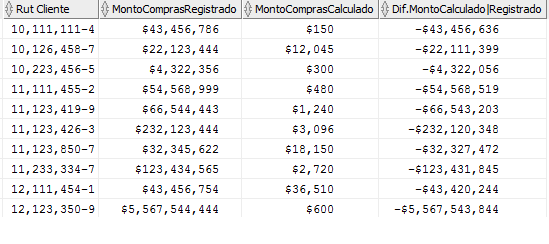 Rut Cliente MontoComprasRegistrado MontoComprasCalculado Dif.MontoCalculado|Registrado
10,111,111-4 $43,456,786 $150 -$43,456,636
10,126,458-7 $22,123,444 $12,045 -$22,111,399
10,223,456-5 $4,322,356 $300 -$4,322,056
11,111,455-2 $54,568,999 $480 -$54,568,519
11,123,419-9 $66,544,443 $1,240 -$66,543,203
11,123,426-3 $232,123,444 $3,096 -$232,120,348
11,123,850-7 $32,345,622 $18,150 -$32,327,472
11,233,334-7 $123,434,565 $2,720 -$123,431,845
12,111,454-1 $43,456,754 $36,510 -$43,420,244
12,123,350-9 $5,567,544,444 $600 -$5,567,543,844